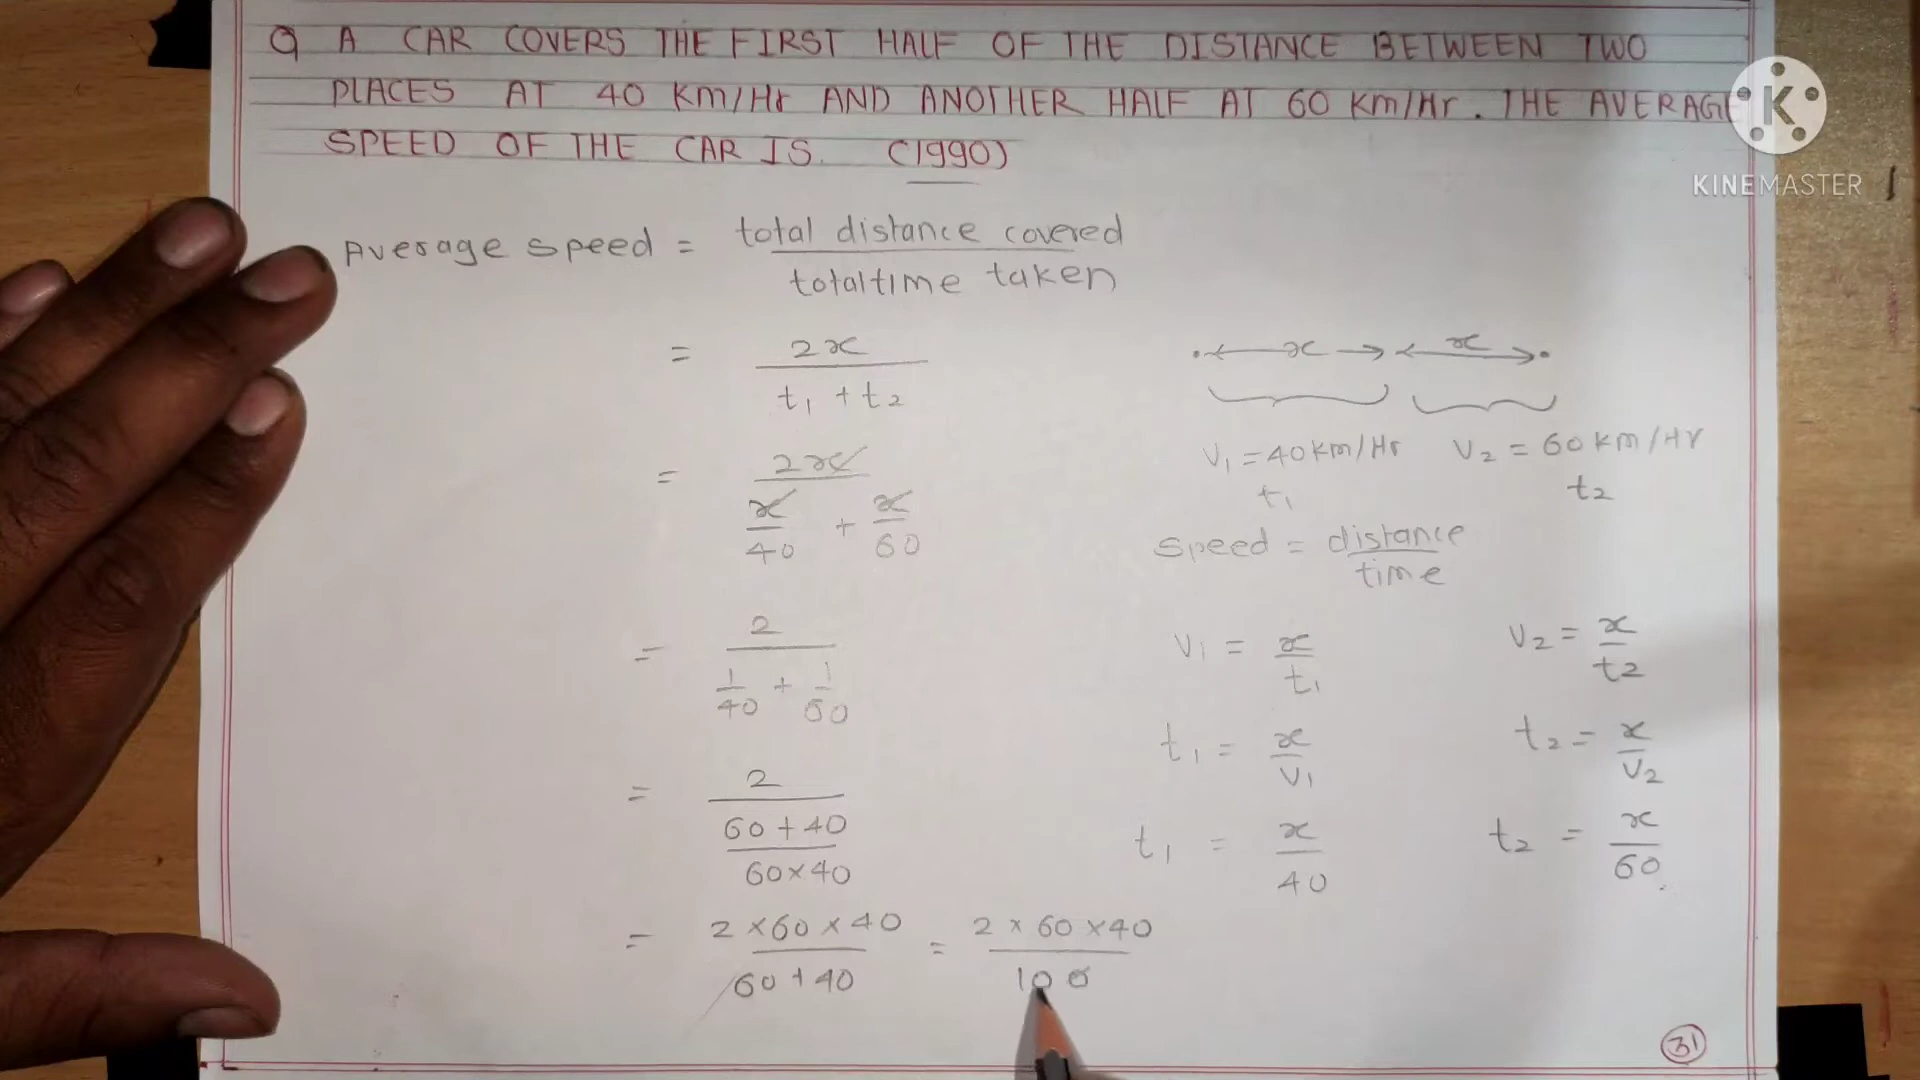 Q A CAR COVERS THE FIRST HALF OF THE DISTANCE BETWEEN TWO
PLACES AT 40 KM/Hr AND ANOTHER HALF AT 60 KM/Hr. THE AVERAGE
SPEED OF THE CAR IS. (1990)
KINEMASTER
Average speed = total distance covered
total time taken
= 2x
t1 + t2
= 2x
x/40 + x/60
= 2
1/40 + 1/60
= 2
60 + 40
60 × 40
= 2 × 60 × 40 = 2 × 60 × 40
60 + 40 100
x x
V1 = 40 KM/Hr V2 = 60 KM/Hr
t1 t2
speed = distance
time
V1 = x/t1 V2 = x/t2
t1 = x/V1 t2 = x/V2
t1 = x/40 t2 = x/60
31